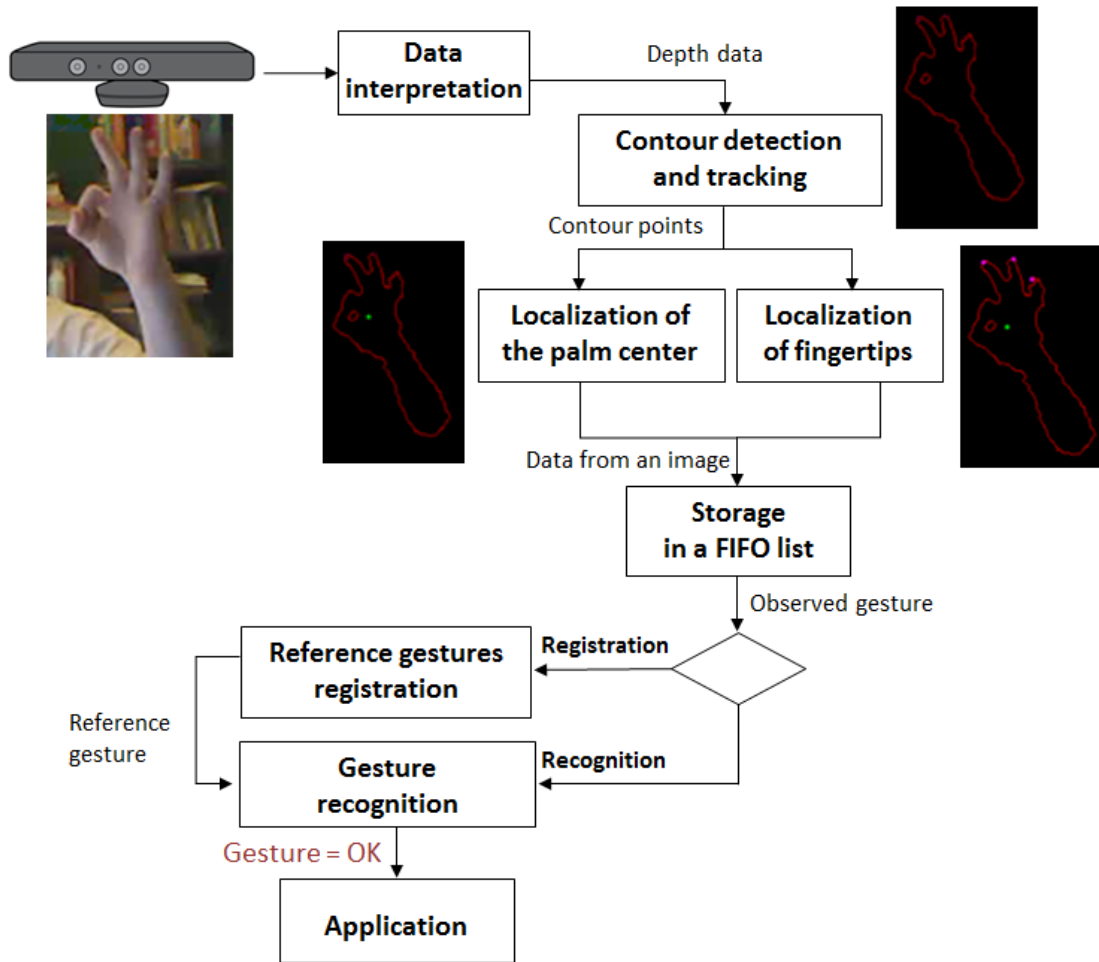 Data
interpretation
Depth data
Contour detection
and tracking
Contour points
Localization of
the palm center
Localization
of fingertips
Data from an image
Storage
in a FIFO list
Observed gesture
Registration
Reference gestures
registration
Reference
gesture
Recognition
Gesture
recognition
Gesture = OK
Application